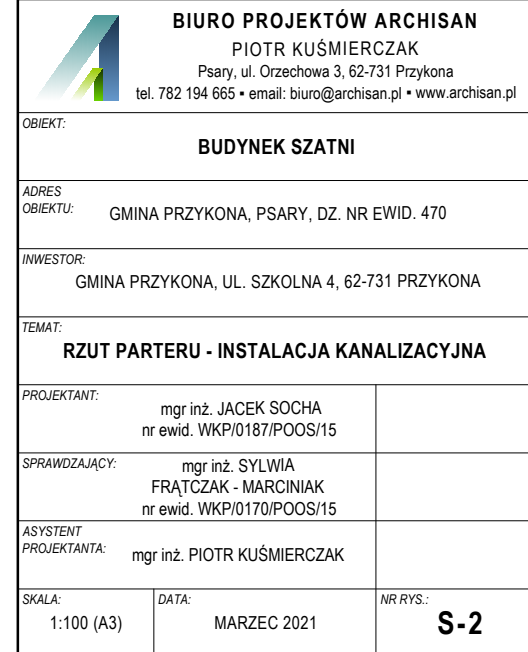 BIURO PROJEKTÓW ARCHISAN
PIOTR KUŚMIERCZAK
Psary, ul. Orzechowa 3, 62-731 Przykona
tel. 782 194 665 ▪ email: biuro@archisan.pl ▪ www.archisan.pl
OBIEKT:
BUDYNEK SZATNI
ADRES
OBIEKTU:
GMINA PRZYKONA, PSARY, DZ. NR EWID. 470
INWESTOR:
GMINA PRZYKONA, UL. SZKOLNA 4, 62-731 PRZYKONA
TEMAT:
RZUT PARTERU - INSTALACJA KANALIZACYJNA
PROJEKTANT:
mgr inż. JACEK SOCHA
nr ewid. WKP/0187/POOS/15
SPRAWDZAJĄCY:
mgr inż. SYLWIA
FRĄTCZAK - MARCINIAK
nr ewid. WKP/0170/POOS/15
ASYSTENT
PROJEKTANTA:
mgr inż. PIOTR KUŚMIERCZAK
SKALA:
1:100 (A3)
DATA:
MARZEC 2021
NR RYS.:
S-2